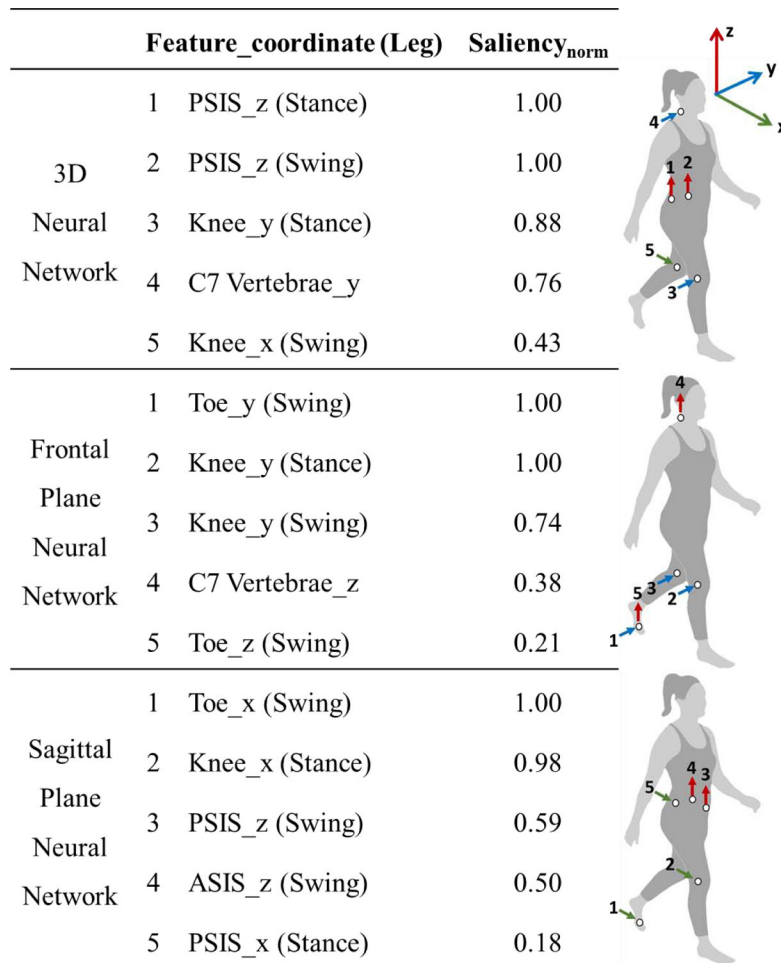 Feature_coordinate (Leg) Saliency_norm
3D Neural Network
1 PSIS_z (Stance) 1.00
2 PSIS_z (Swing) 1.00
3 Knee_y (Stance) 0.88
4 C7 Vertebrae_y 0.76
5 Knee_x (Swing) 0.43
z
y
x
4
1 2
5
3
Frontal Plane Neural Network
1 Toe_y (Swing) 1.00
2 Knee_y (Stance) 1.00
3 Knee_y (Swing) 0.74
4 C7 Vertebrae_z 0.38
5 Toe_z (Swing) 0.21
4
5 3 2
1
Sagittal Plane Neural Network
1 Toe_x (Swing) 1.00
2 Knee_x (Stance) 0.98
3 PSIS_z (Swing) 0.59
4 ASIS_z (Swing) 0.50
5 PSIS_x (Stance) 0.18
4 3
5
2
1